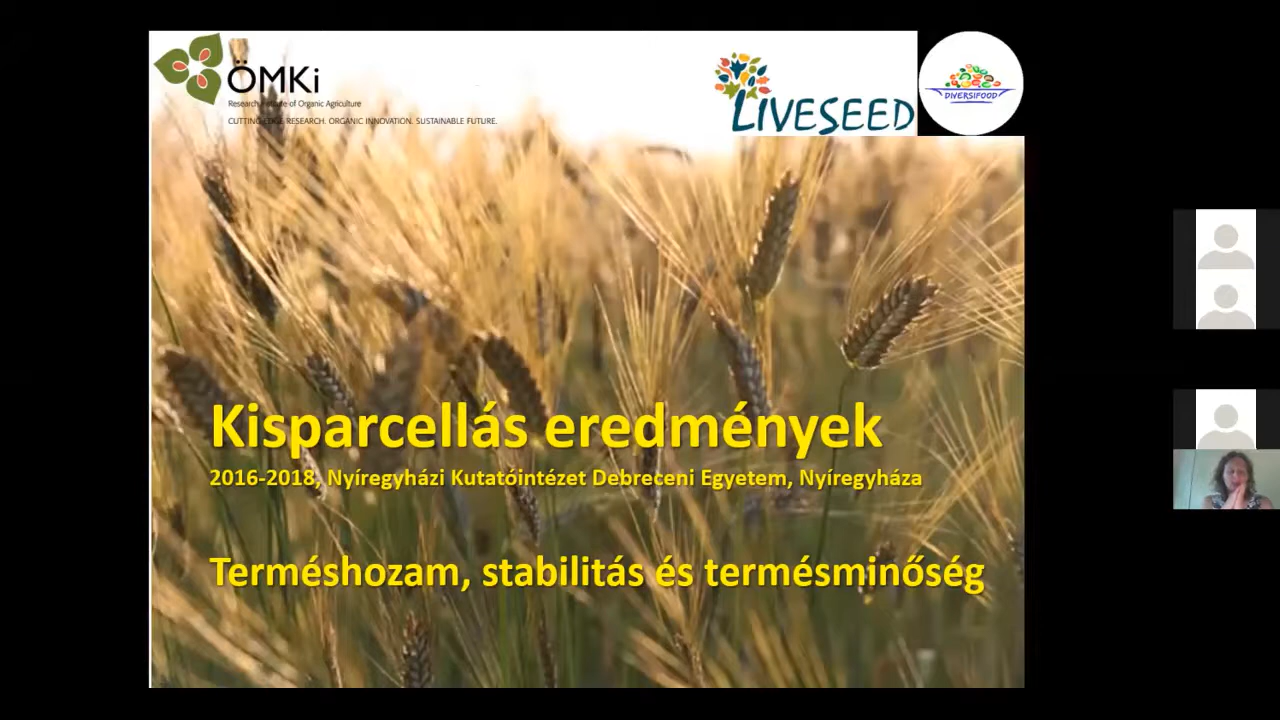 ÖMKi
Research Institute of Organic Agriculture
CUTTING-EDGE RESEARCH. ORGANIC INNOVATION. SUSTAINABLE FUTURE.
LIVESEED
DIVERSIFOOD
Kisparcellás eredmények
2016-2018, Nyíregyházi Kutatóintézet Debreceni Egyetem, Nyíregyháza
Terméshozam, stabilitás és termésminőség